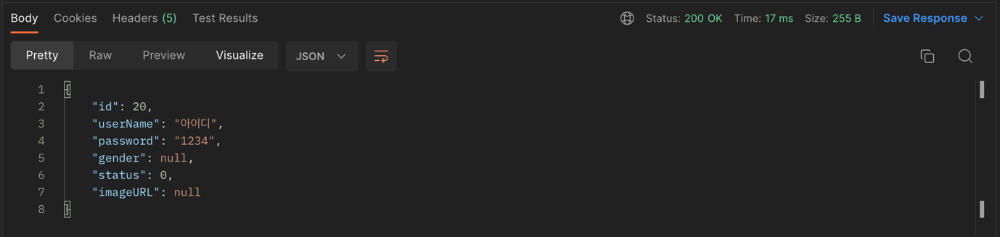 Body Cookies Headers (5) Test Results Status: 200 OK Time: 17 ms Size: 255 B Save Response
Pretty Raw Preview Visualize JSON
1 {
2 "id": 20,
3 "userName": "아이디",
4 "password": "1234",
5 "gender": null,
6 "status": 0,
7 "imageURL": null
8 }